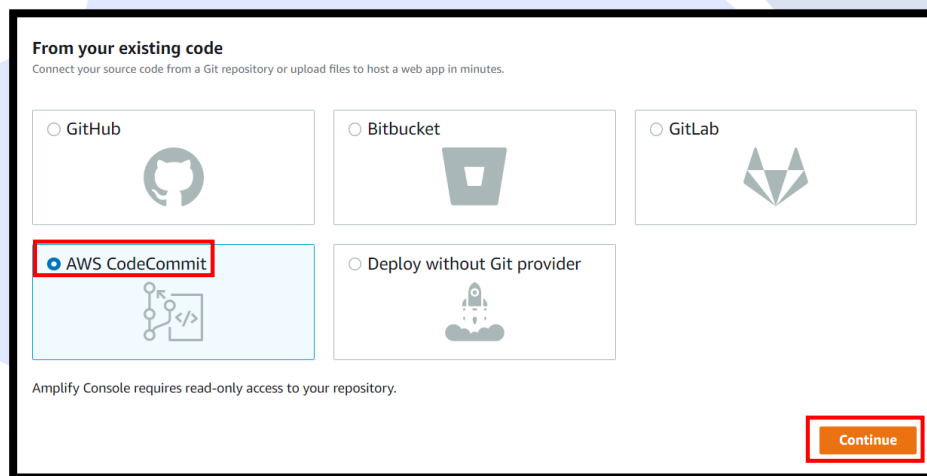 From your existing code
Connect your source code from a Git repository or upload files to host a web app in minutes.
GitHub
Bitbucket
GitLab
AWS CodeCommit
Deploy without Git provider
</>
Amplify Console requires read-only access to your repository.
Continue